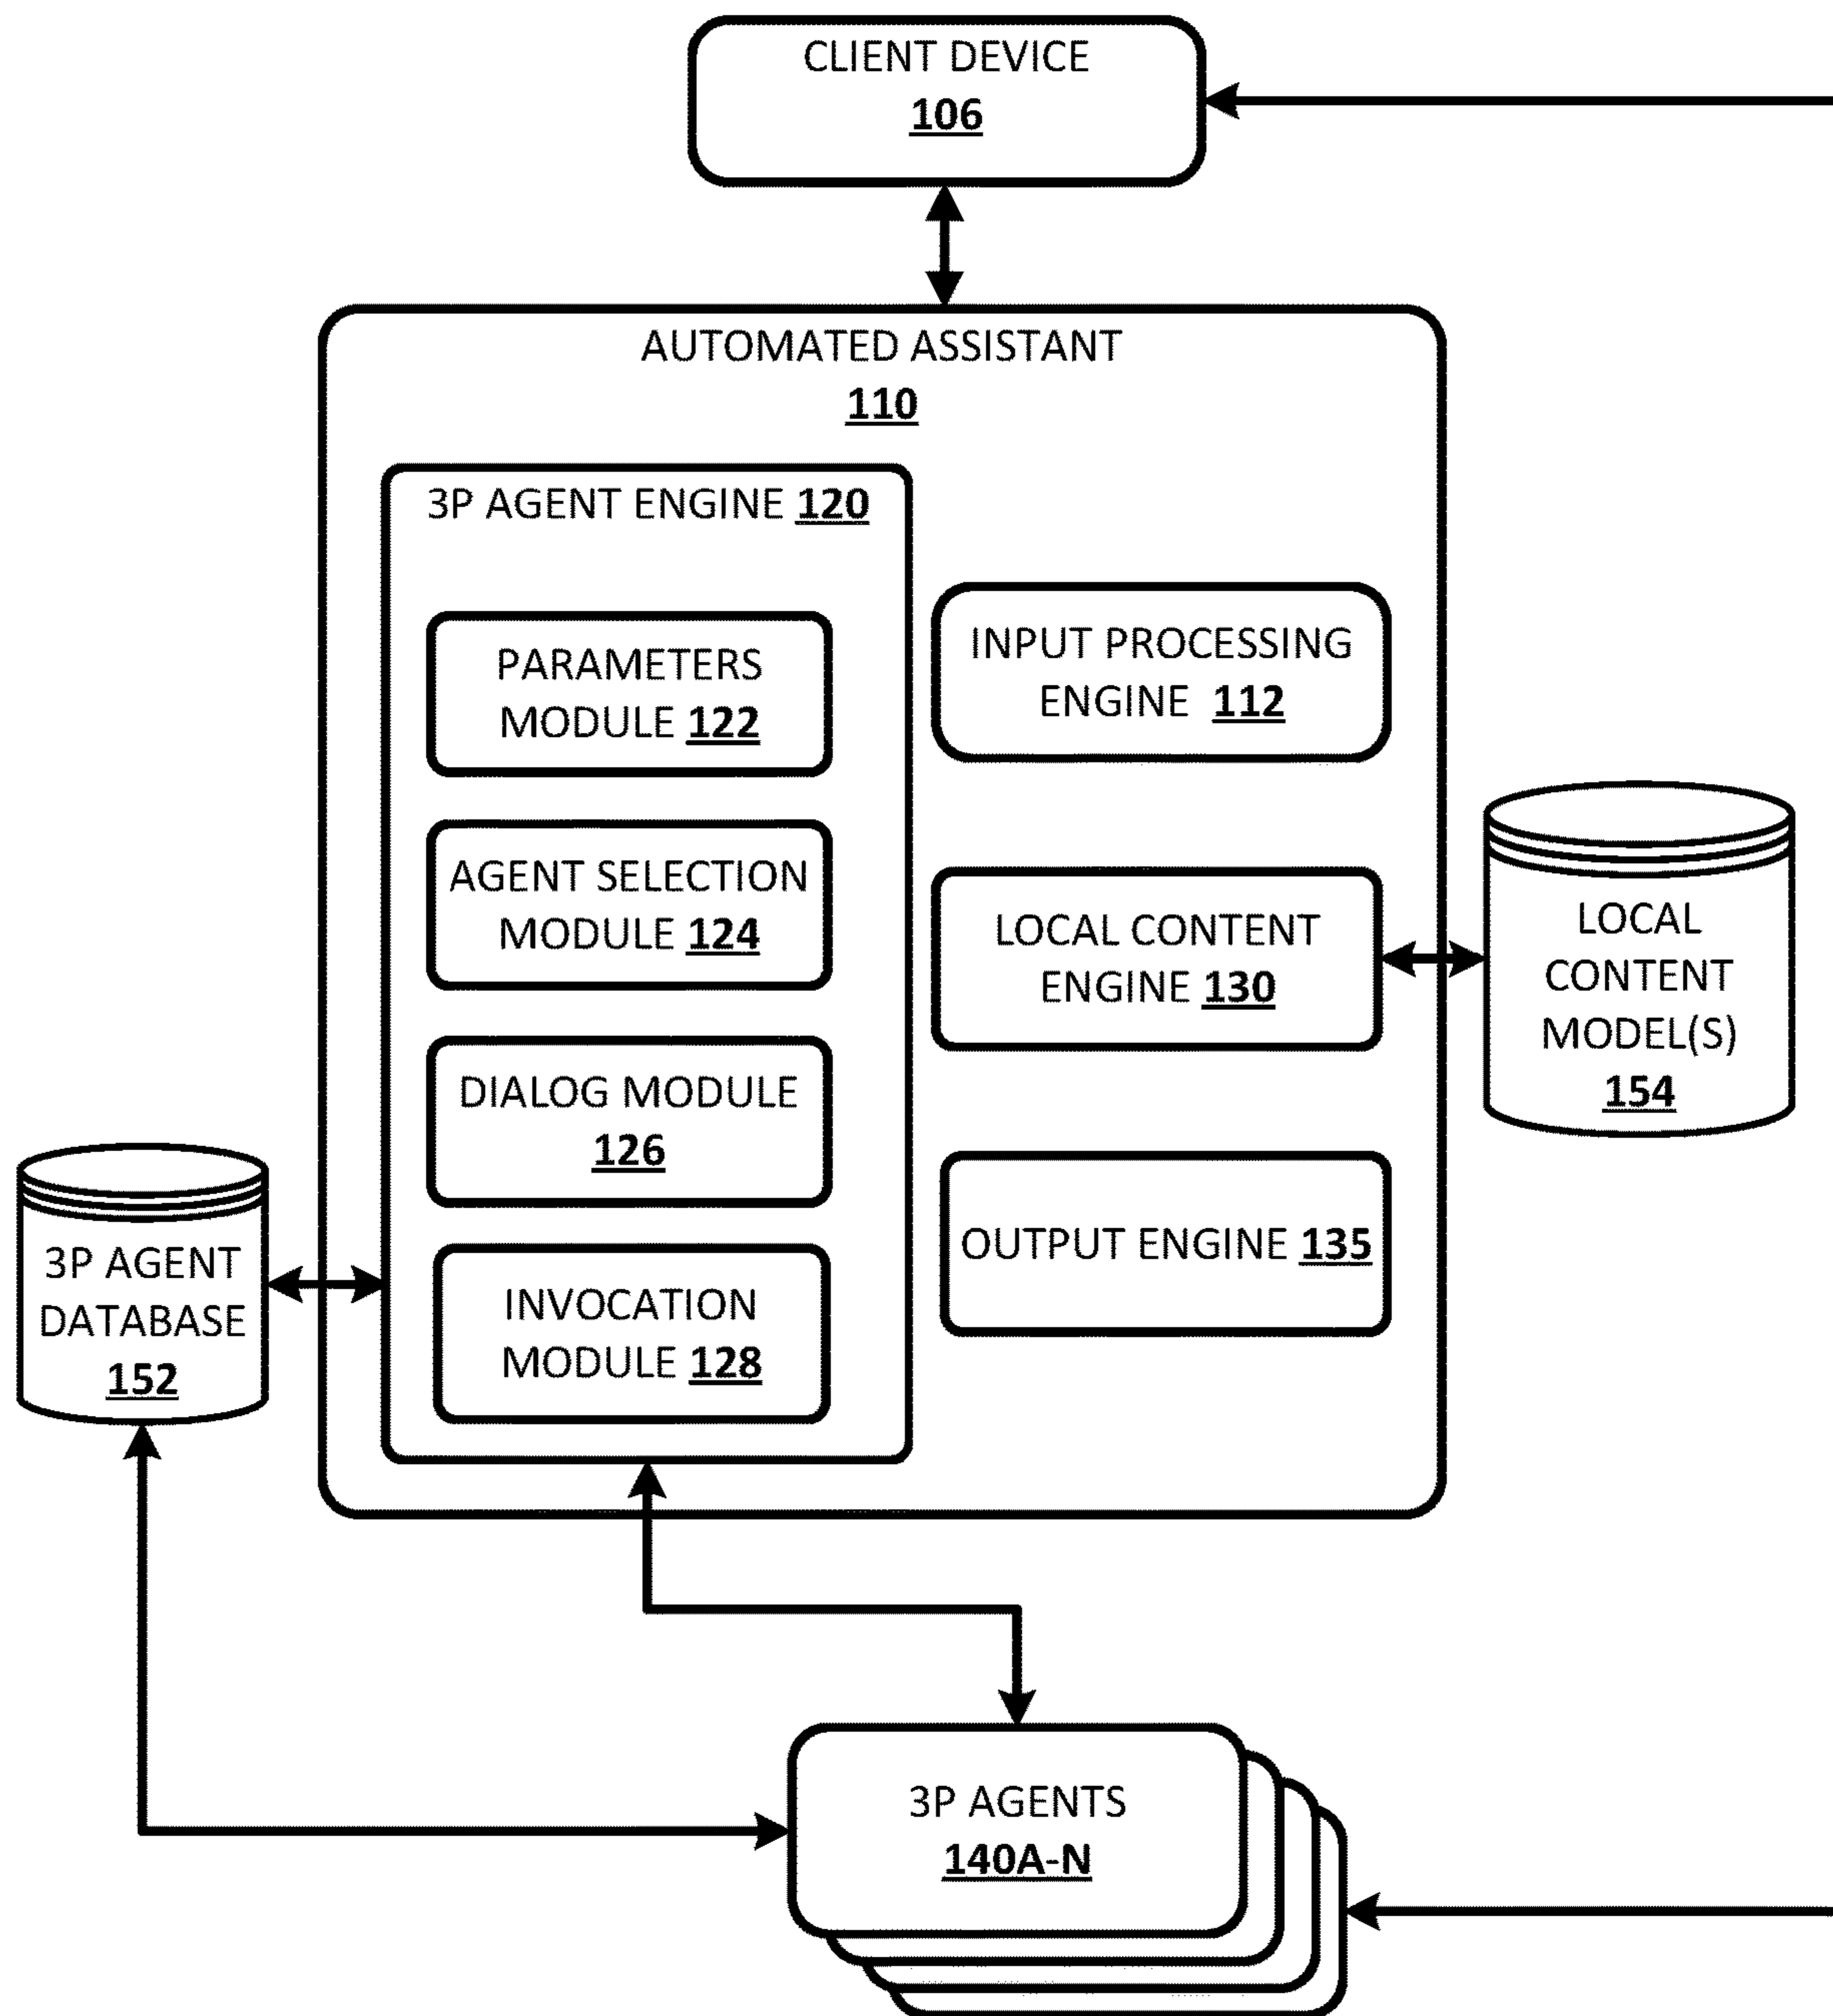 CLIENT DEVICE
106
AUTOMATED ASSISTANT
110
3P AGENT ENGINE 120
PARAMETERS
MODULE 122
AGENT SELECTION
MODULE 124
DIALOG MODULE
126
INVOCATION
MODULE 128
INPUT PROCESSING
ENGINE 112
LOCAL CONTENT
ENGINE 130
OUTPUT ENGINE 135
LOCAL
CONTENT
MODEL(S)
154
3P AGENT
DATABASE
152
3P AGENTS
140A-N